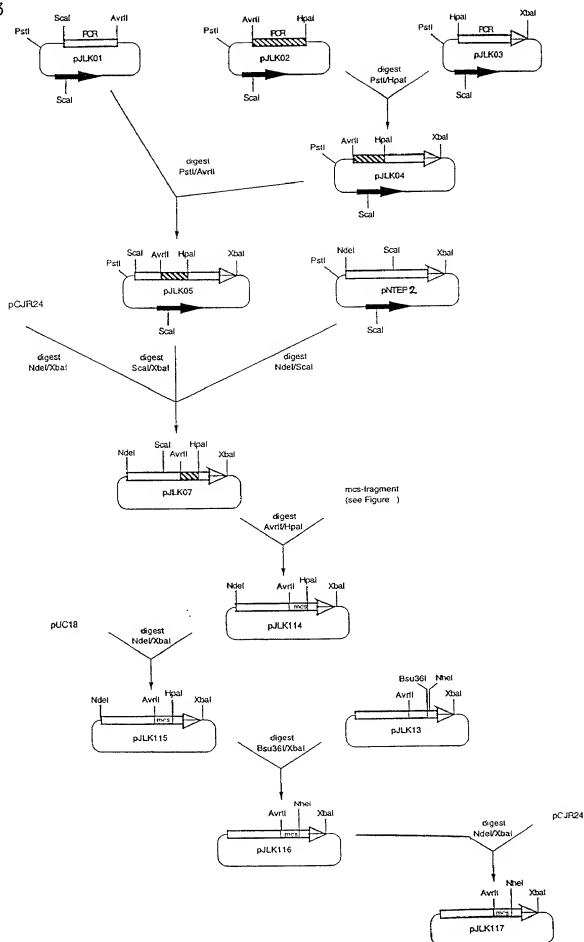 3
ScaI AvrII
PstI PCR
pJLK01
ScaI
AvrII HpaI
PstI PCR
pJLK02
ScaI
HpaI XbaI
PstI PCR
pJLK03
ScaI
digest
PstI/HpaI
AvrII HpaI XbaI
PstI
pJLK04
ScaI
digest
PstI/AvrII
ScaI AvrII HpaI XbaI
PstI
pJLK05
ScaI
NdeI ScaI XbaI
PstI
pNTEP2
ScaI
pCJR24
digest
NdeI/XbaI
digest
ScaI/XbaI
digest
NdeI/ScaI
NdeI ScaI AvrII HpaI XbaI
pJLK07
mcs-fragment
(see Figure )
digest
AvrII/HpaI
NdeI AvrII HpaI XbaI
mcs
pJLK114
pUC18
digest
NdeI/XbaI
NdeI AvrII HpaI XbaI
mcs
pJLK115
Bsu36I NheI
AvrII XbaI
mcs
pJLK13
digest
Bsu36I/XbaI
AvrII NheI XbaI
mcs
pJLK116
digest
NdeI/XbaI
pCJR24
AvrII NheI XbaI
mcs
pJLK117